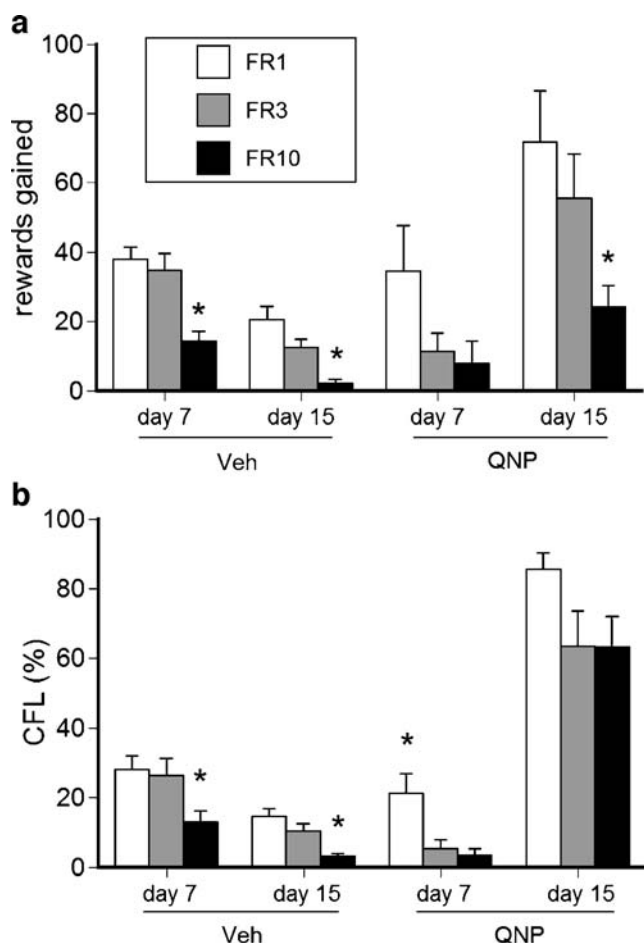 a
100
80
60
40
20
0
rewards gained
FR1
FR3
FR10
*
*
*
day 7
day 15
day 7
day 15
Veh
QNP
b
100
80
60
40
20
0
CFL (%)
*
*
*
day 7
day 15
day 7
day 15
Veh
QNP